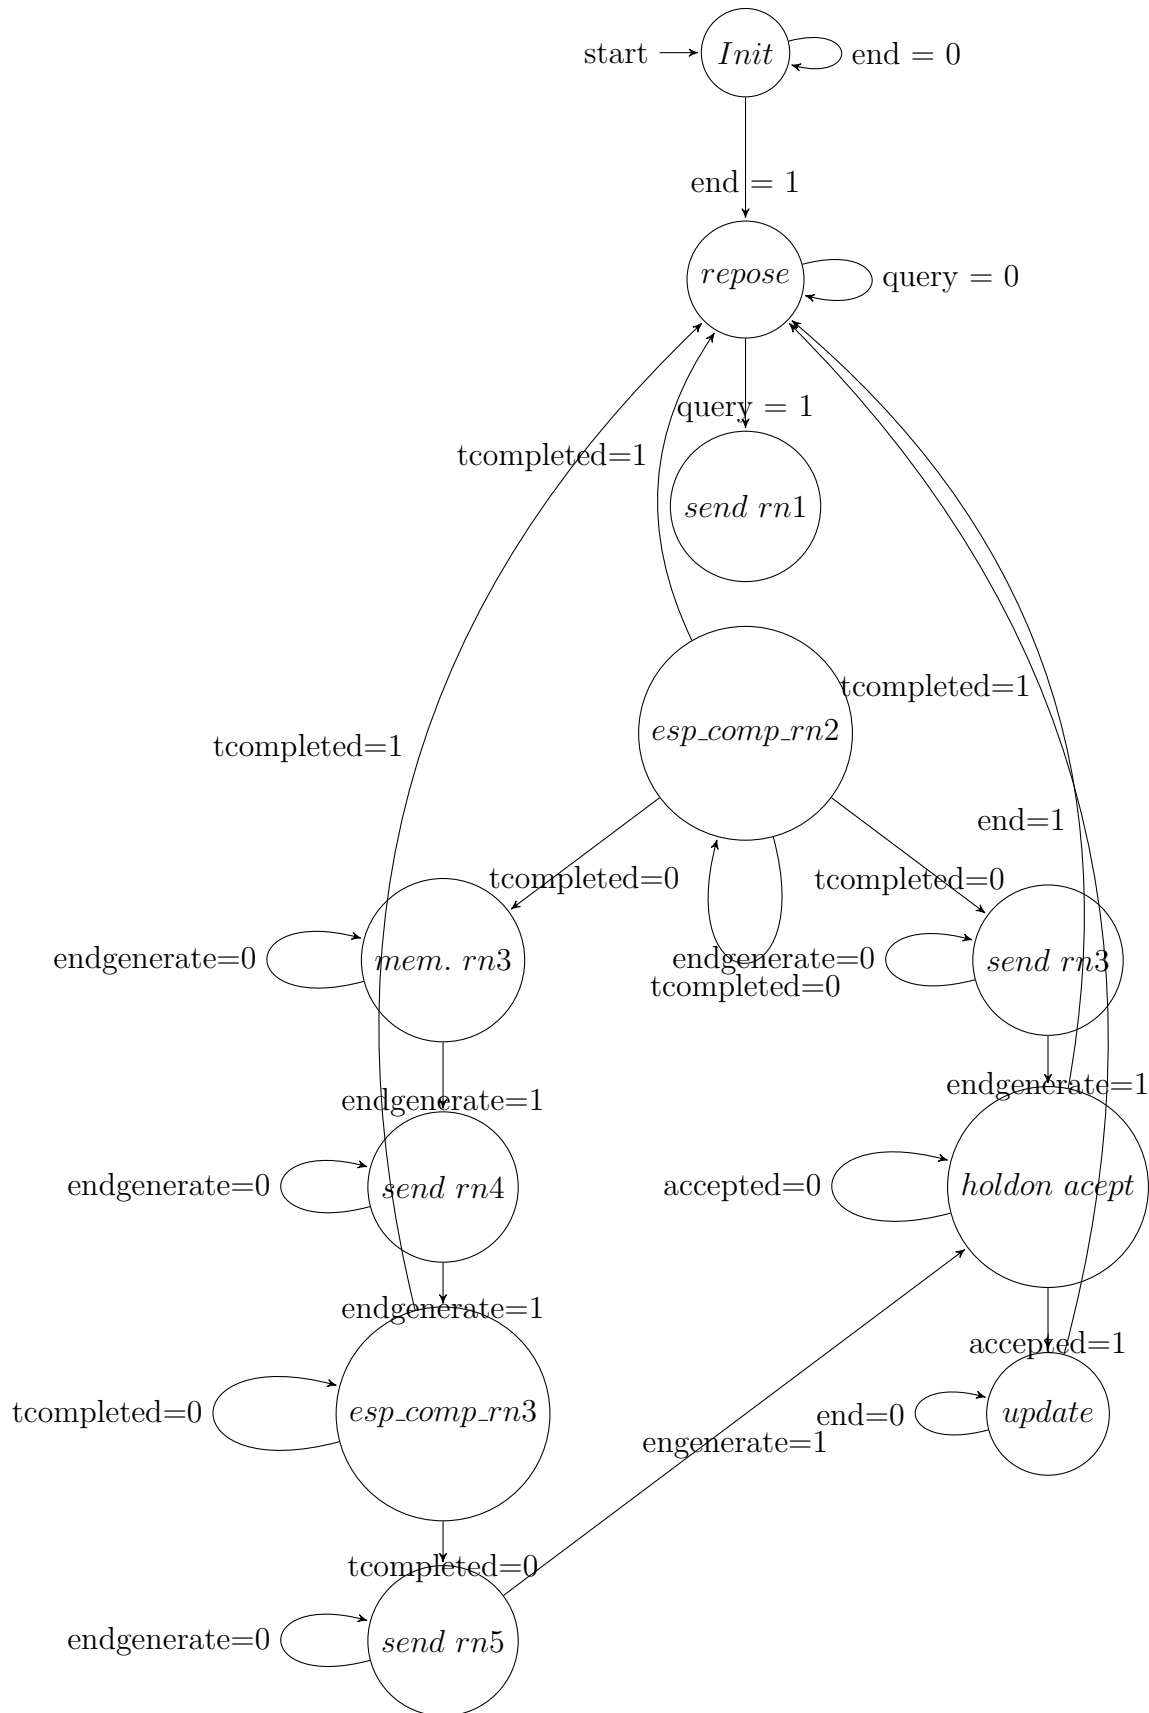 start
Init
end = 0
end = 1
repose
query = 0
query = 1
tcompleted=1
send rn1
tcompleted=1
esp_comp_rn2
tcompleted=1
end=1
tcompleted=0
tcompleted=0
endgenerate=0
mem. rn3
endgenerate=0
send rn3
tcompleted=0
endgenerate=1
endgenerate=1
endgenerate=0
send rn4
accepted=0
holdon acept
endgenerate=1
accepted=1
tcompleted=0
esp_comp_rn3
end=0
update
engenerate=1
tcompleted=0
endgenerate=0
send rn5